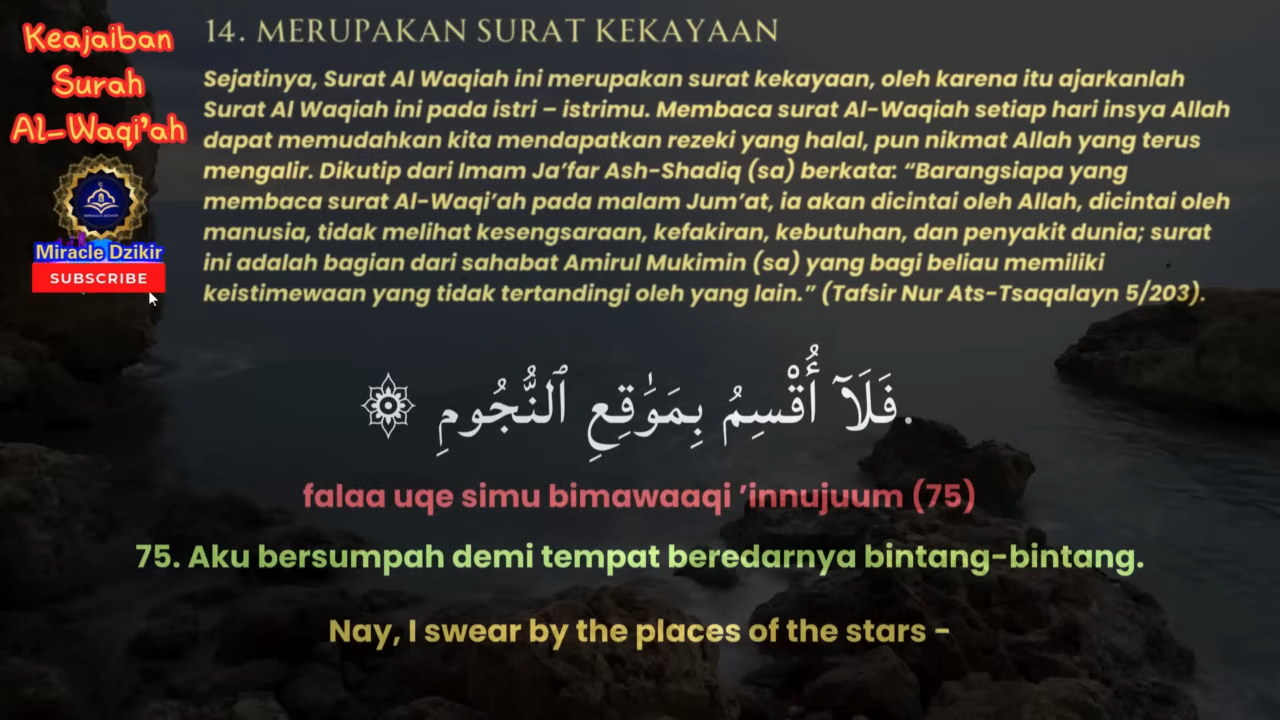 Keajaiban
Surah
Al-Waqi'ah
Miracle Dzikir
SUBSCRIBE
14. MERUPAKAN SURAT KEKAYAAN
Sejatinya, Surat Al Waqiah ini merupakan surat kekayaan, oleh karena itu ajarkanlah
Surat Al Waqiah ini pada istri – istrimu. Membaca surat Al-Waqiah setiap hari insya Allah
dapat memudahkan kita mendapatkan rezeki yang halal, pun nikmat Allah yang terus
mengalir. Dikutip dari Imam Ja’far Ash-Shadiq (sa) berkata: “Barangsiapa yang
membaca surat Al-Waqi’ah pada malam Jum’at, ia akan dicintai oleh Allah, dicintai oleh
manusia, tidak melihat kesengsaraan, kefakiran, kebutuhan, dan penyakit dunia; surat
ini adalah bagian dari sahabat Amirul Mukimin (sa) yang bagi beliau memiliki
keistimewaan yang tidak tertandingi oleh yang lain.” (Tafsir Nur Ats-Tsaqalayn 5/203).
.فَلَآ أُقْسِمُ بِمَوَٰقِعِ ٱلنُّجُومِ ۞
falaa uqe simu bimawaaqi ’innujuum (75)
75. Aku bersumpah demi tempat beredarnya bintang-bintang.
Nay, I swear by the places of the stars -